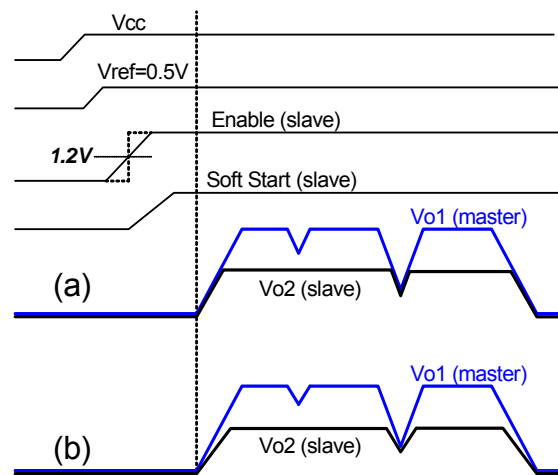 Vcc
Vref=0.5V
Enable (slave)
1.2V
Soft Start (slave)
Vo1 (master)
(a)
Vo2 (slave)
Vo1 (master)
(b)
Vo2 (slave)